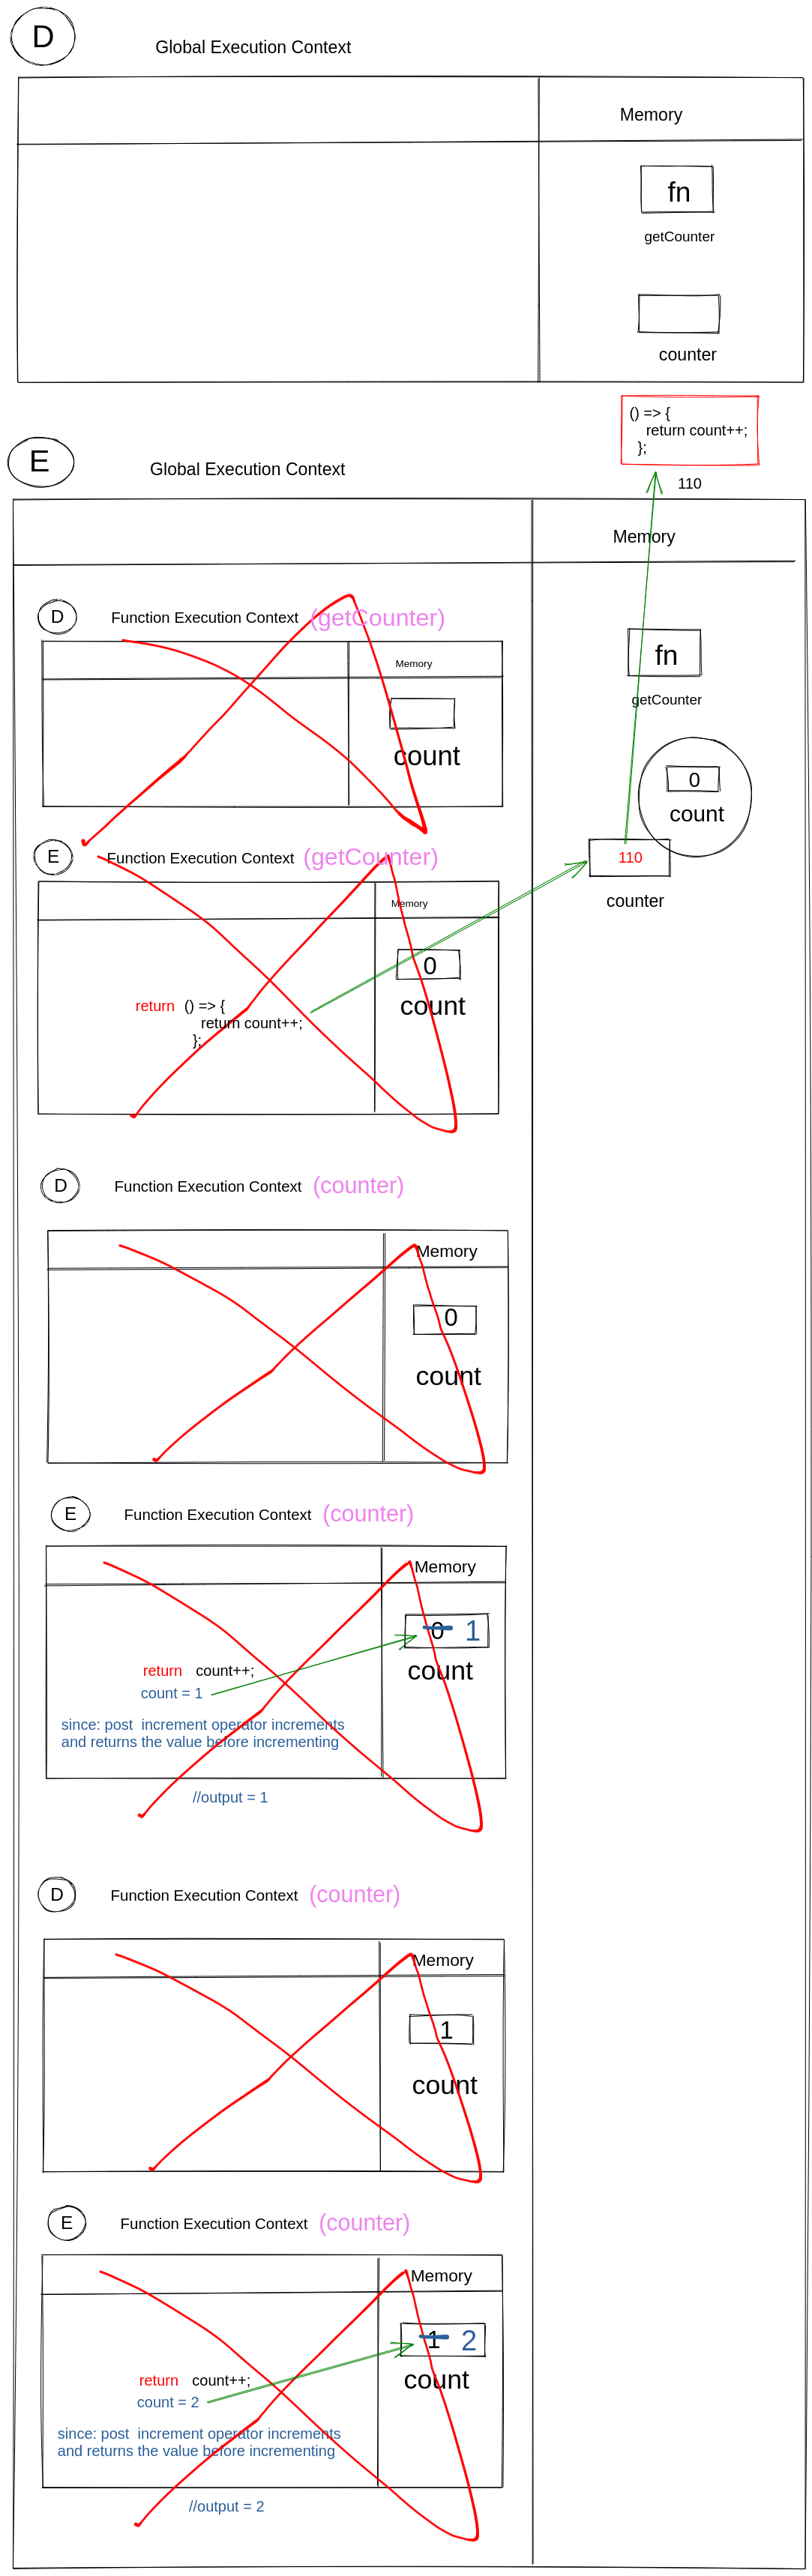 D
Global Execution Context
Memory
fn
getCounter
counter
() => {
return count++;
};
110
E
Global Execution Context
Memory
fn
getCounter
0
count
110
counter
D
Function Execution Context (getCounter)
Memory
count
E
Function Execution Context (getCounter)
Memory
0
count
return () => {
return count++;
};
D
Function Execution Context (counter)
Memory
0
count
E
Function Execution Context (counter)
Memory
0 1
count
return count++;
count = 1
since: post increment operator increments
and returns the value before incrementing
//output = 1
D
Function Execution Context (counter)
Memory
1
count
E
Function Execution Context (counter)
Memory
1 2
count
return count++;
count = 2
since: post increment operator increments
and returns the value before incrementing
//output = 2